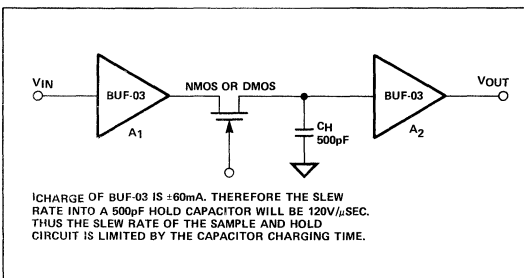 VIN
BUF-03
A1
NMOS OR DMOS
CH
500pF
BUF-03
A2
VOUT
ICHARGE OF BUF-03 IS ±60mA. THEREFORE THE SLEW
RATE INTO A 500pF HOLD CAPACITOR WILL BE 120V/μSEC.
THUS THE SLEW RATE OF THE SAMPLE AND HOLD
CIRCUIT IS LIMITED BY THE CAPACITOR CHARGING TIME.